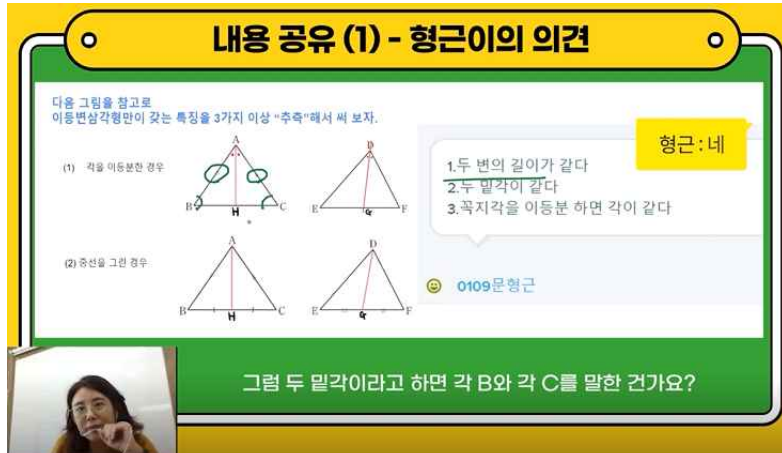 내용 공유 (1) - 형근이의 의견
다음 그림을 참고로
이등변삼각형만이 갖는 특징을 3가지 이상 “추측”해서 써 보자.
(1) 각을 이등분한 경우
A
B
H
C
D
E
G
F
(2) 중선을 그린 경우
A
B
H
C
D
E
G
F
형근 : 네
1.두 변의 길이가 같다
2.두 밑각이 같다
3.꼭지각을 이등분 하면 각이 같다
0109문형근
그럼 두 밑각이라고 하면 각 B와 각 C를 말한 건가요?